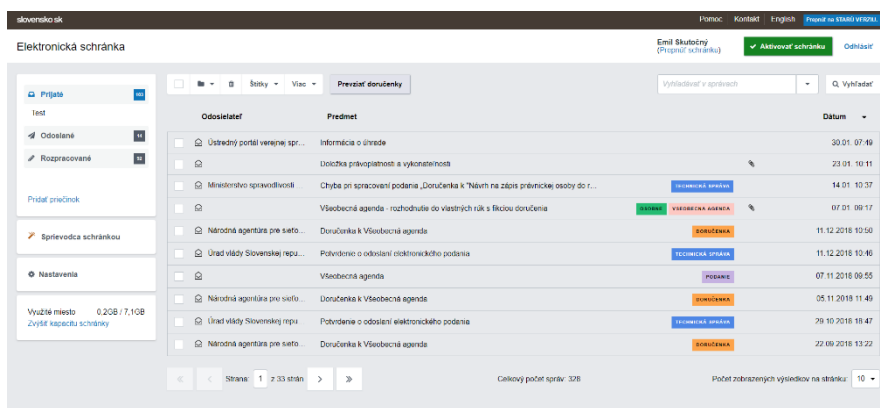 slovensko sk Pomoc Kontakt English Prepnúť na STARÚ VERZIU
Elektronická schránka
Emil Skutočný
(Prepnúť schránku)
Aktivovať schránku
Odhlásiť
Prijaté
Test
Odoslané
Rozpracované
Pridať priečinok
Sprievodca schránkou
Nastavenia
Využité miesto 0,2GB / 7,1GB
Zvýšiť kapacitu schránky
Štítky Viac Prevziať doručenky Vyhľadávať v správach Vyhľadať
Odosielateľ Predmet Dátum
Ústredný portál verejnej spr... Informácia o úhrade 30.01. 07:49
Doložka právoplatnosti a vykonateľnosti 23.01. 10:11
Ministerstvo spravodlivosti ... Chyba pri spracovaní podania „Doručenka k "Návrh na zápis právnickej osoby do r... TECHNICKÁ SPRÁVA 14.01. 10:37
Všeobecná agenda - rozhodnutie do vlastných rúk s fikciou doručenia OSOBNÉ VŠEOBECNÁ AGENDA 07.01. 09:17
Národná agentúra pre sieťo... Doručenka k Všeobecná agenda DORUČENKA 11.12.2018 10:50
Úrad vlády Slovenskej repu... Potvrdenie o odoslaní elektronického podania TECHNICKÁ SPRÁVA 11.12.2018 10:46
Všeobecná agenda PODANIE 07.11.2018 09:55
Národná agentúra pre sieťo... Doručenka k Všeobecná agenda DORUČENKA 05.11.2018 11:49
Úrad vlády Slovenskej repu... Potvrdenie o odoslaní elektronického podania TECHNICKÁ SPRÁVA 29.10.2018 18:47
Národná agentúra pre sieťo... Doručenka k Všeobecná agenda DORUČENKA 22.09.2018 13:22
Strana: 1 z 33 strán Celkový počet správ: 328 Počet zobrazených výsledkov na stránku: 10